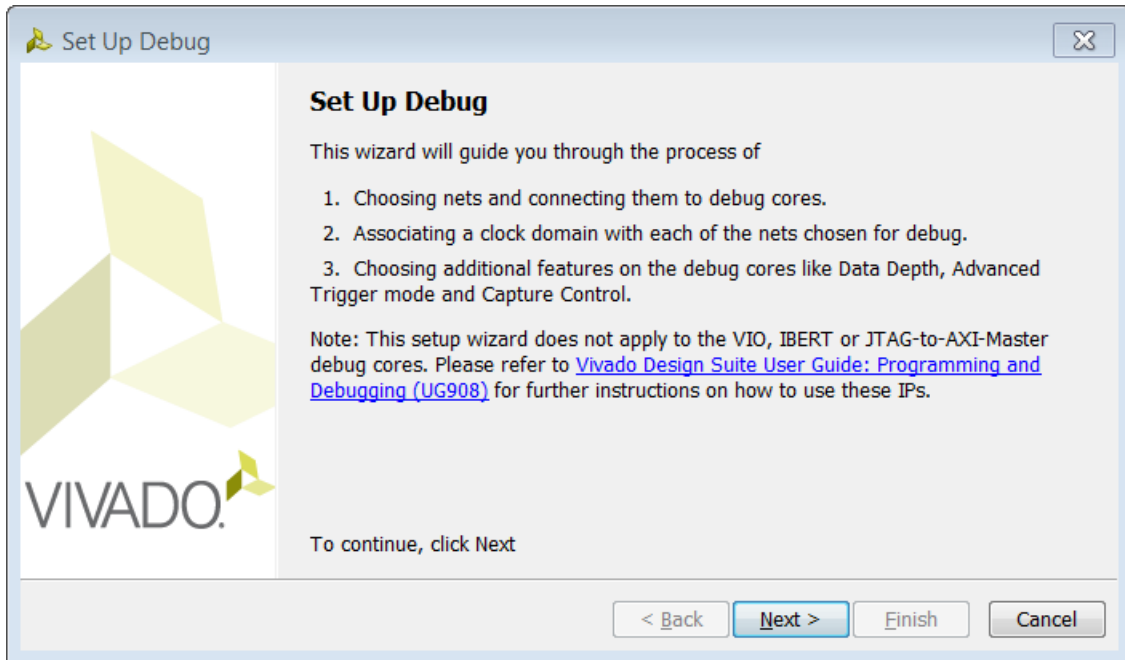 Set Up Debug
Set Up Debug
This wizard will guide you through the process of
1. Choosing nets and connecting them to debug cores.
2. Associating a clock domain with each of the nets chosen for debug.
3. Choosing additional features on the debug cores like Data Depth, Advanced
Trigger mode and Capture Control.
Note: This setup wizard does not apply to the VIO, IBERT or JTAG-to-AXI-Master
debug cores. Please refer to Vivado Design Suite User Guide: Programming and
Debugging (UG908) for further instructions on how to use these IPs.
VIVADO.
To continue, click Next
< Back
Next >
Finish
Cancel